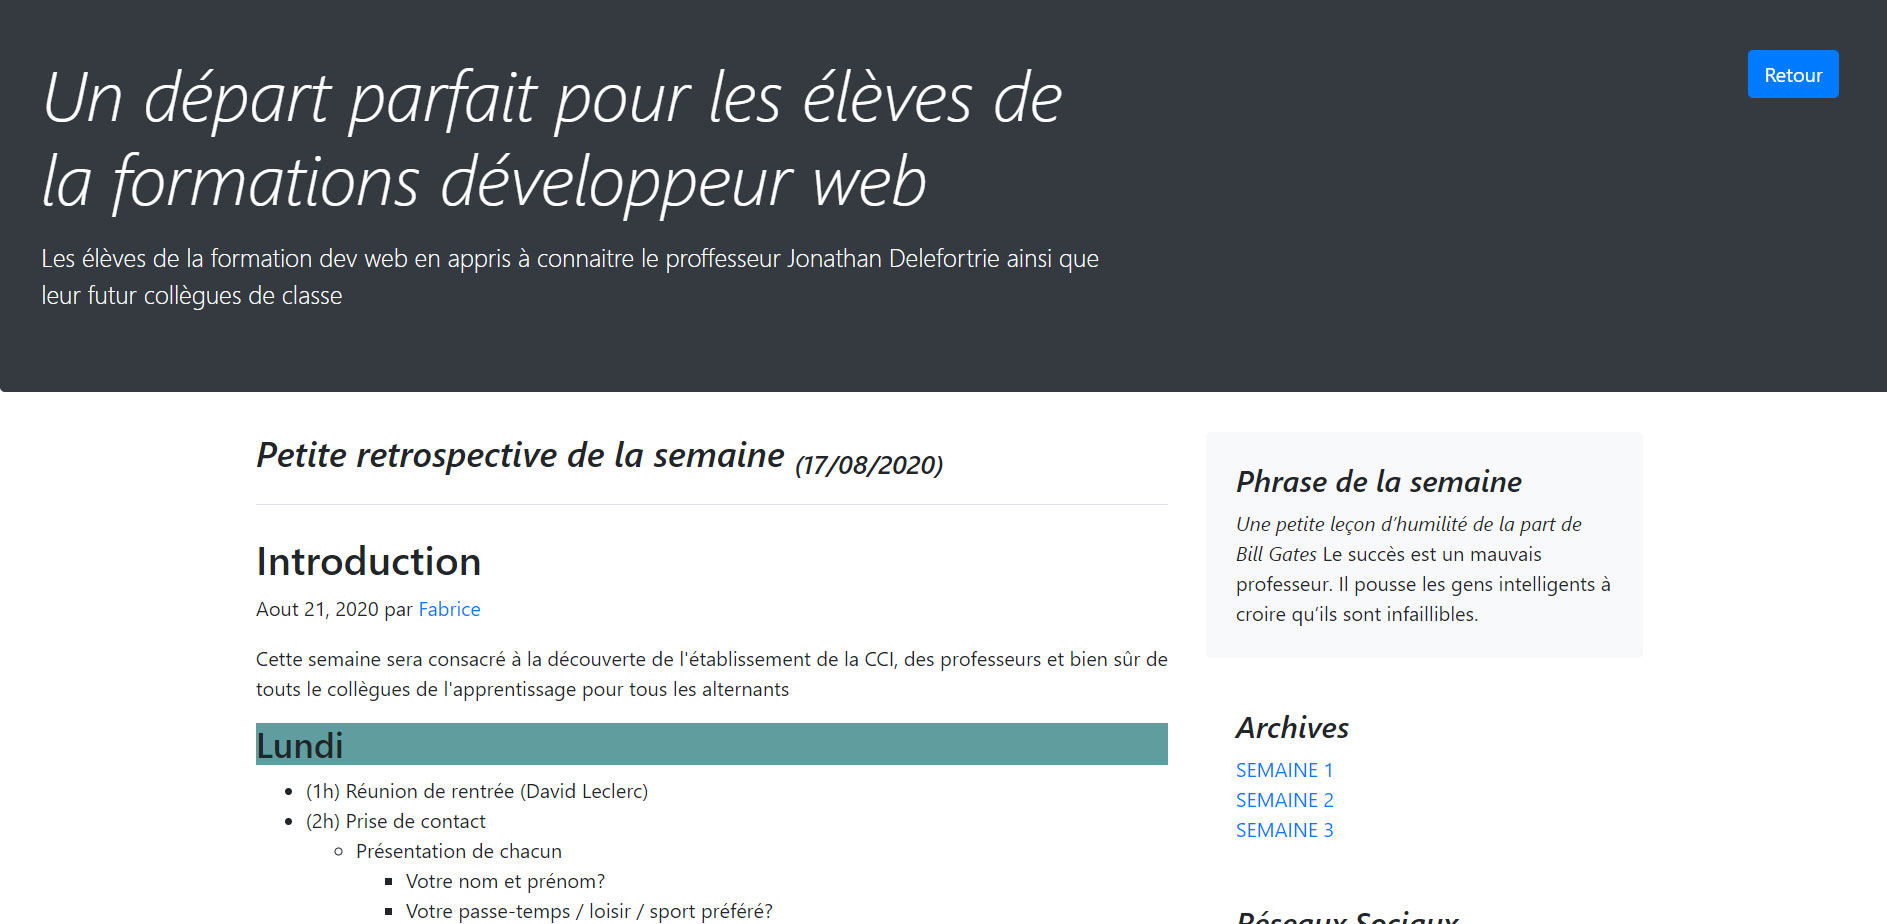 Un départ parfait pour les élèves de
la formations développeur web
Retour
Les élèves de la formation dev web en appris à connaitre le proffesseur Jonathan Delefortrie ainsi que
leur futur collègues de classe
Petite retrospective de la semaine (17/08/2020)
Introduction
Aout 21, 2020 par Fabrice
Cette semaine sera consacré à la découverte de l'établissement de la CCI, des professeurs et bien sûr de
touts le collègues de l'apprentissage pour tous les alternants
Lundi
(1h) Réunion de rentrée (David Leclerc)
(2h) Prise de contact
Présentation de chacun
Votre nom et prénom?
Votre passe-temps / loisir / sport préféré?
Phrase de la semaine
Une petite leçon d’humilité de la part de
Bill Gates Le succès est un mauvais
professeur. Il pousse les gens intelligents à
croire qu’ils sont infaillibles.
Archives
SEMAINE 1
SEMAINE 2
SEMAINE 3
Réseaux Sociaux